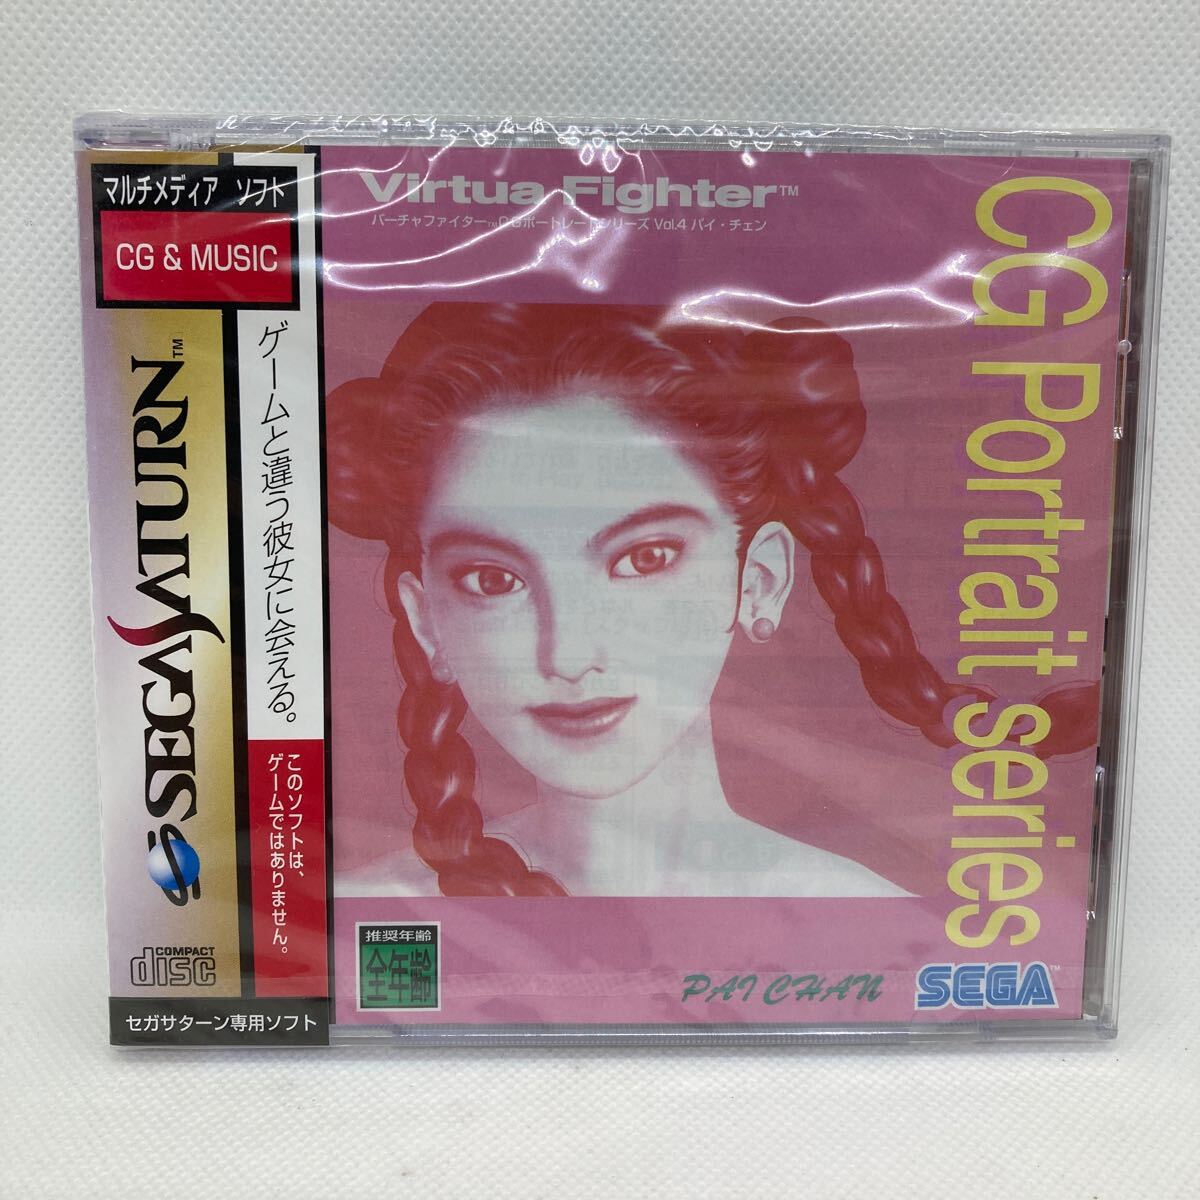 マルチメディア ソフト
CG & MUSIC
SEGA SATURN™
ゲームと違う彼女に会える。
このソフトは、
ゲームではありません。
COMPACT
disc
セガサターン専用ソフト
Virtua Fighter™
バーチャファイター™CGポートレートシリーズ Vol.4 パイ・チェン
CG Portrait series
推奨年齢
全年齢
PAI CHAN
SEGA™